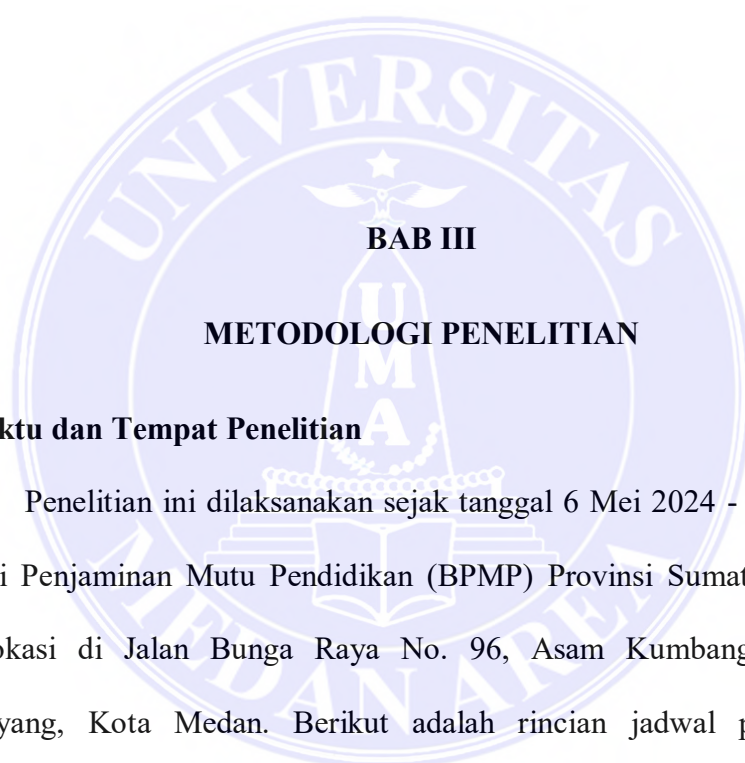 UNIVERSITAS
BAB III
UMA
METODOLOGI PENELITIAN
ktu dan Tempat Penelitian
Penelitian ini dilaksanakan sejak tanggal 6 Mei 2024 -
i Penjaminan Mutu Pendidikan (BPMP) Provinsi Sumat
okasi di Jalan Bunga Raya No. 96, Asam Kumbang
yang, Kota Medan. Berikut adalah rincian jadwal p
MEDAN AREA